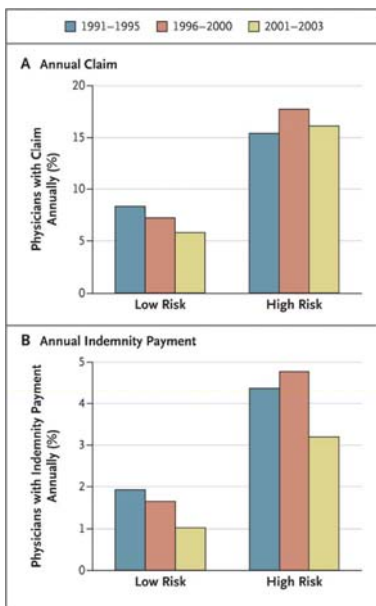 1991–1995 1996–2000 2001–2003
A Annual Claim
Physicians with Claim
Annually (%)
20
15
10
5
0
Low Risk High Risk
B Annual Indemnity Payment
Physicians with Indemnity Payment
Annually (%)
5
4
3
2
1
0
Low Risk High Risk